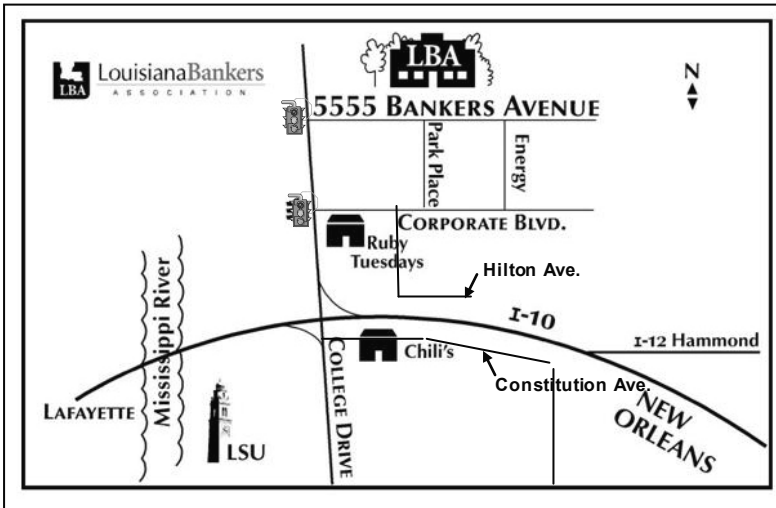 LBA
LouisianaBankers
ASSOCIATION
LBA
N
5555 BANKERS AVENUE
Park Place
Energy
CORPORATE BLVD.
Ruby
Tuesdays
Hilton Ave.
I-10
I-12 Hammond
Mississippi River
Chili's
COLLEGE DRIVE
Constitution Ave.
LAFAYETTE
NEW
ORLEANS
LSU